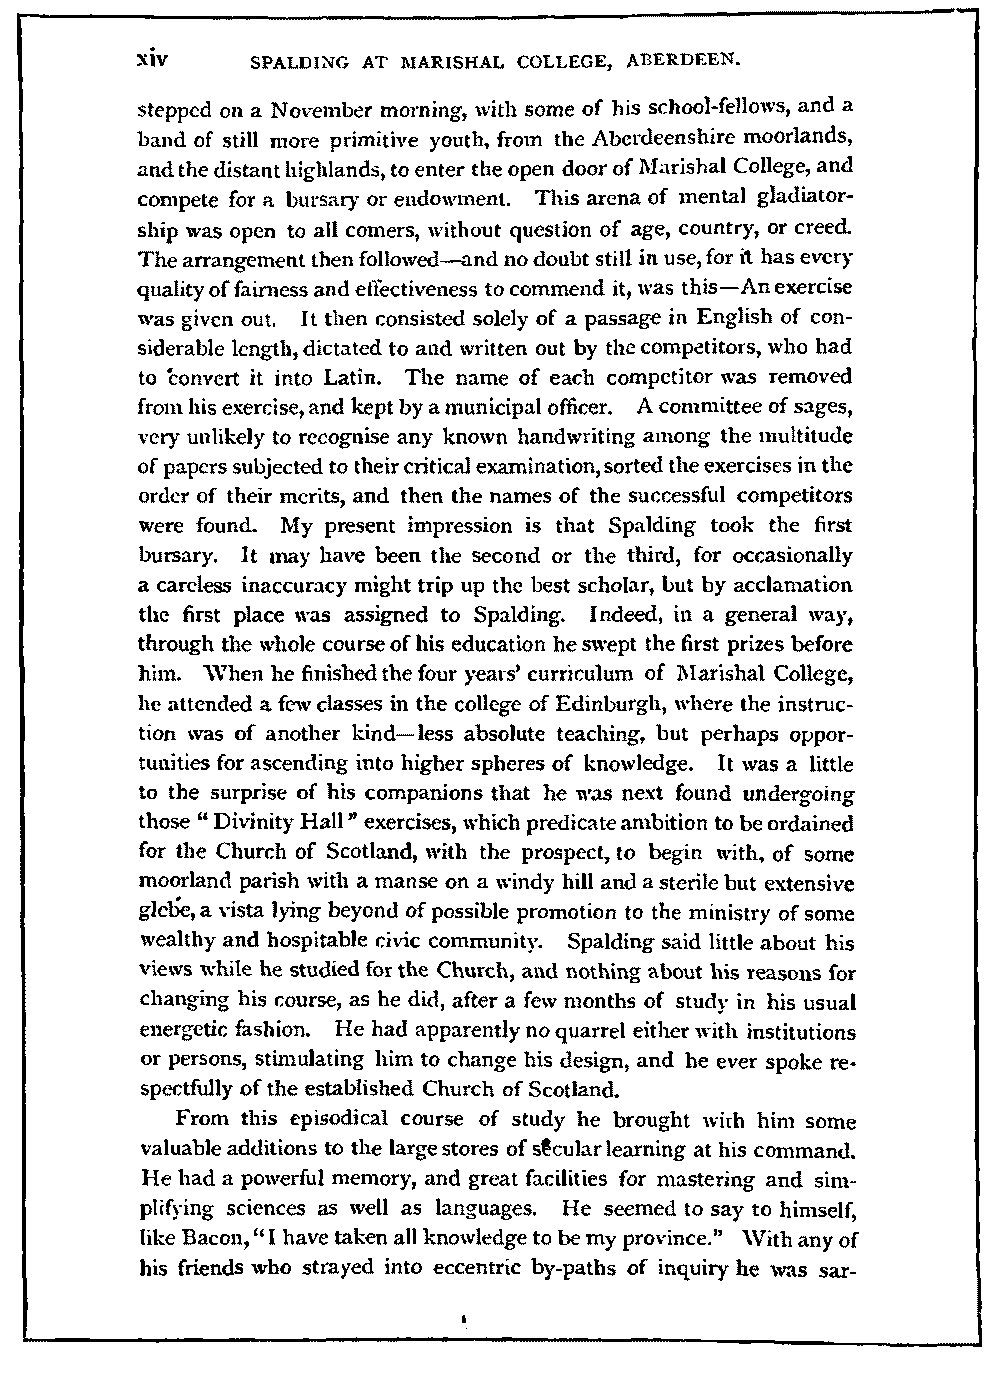 xiv SPALDING AT MARISHAL COLLEGE, ABERDEEN.
stepped on a November morning, with some of his school-fellows, and a
band of still more primitive youth, from the Aberdeenshire moorlands,
and the distant highlands, to enter the open door of Marishal College, and
compete for a bursary or endowment. This arena of mental gladiator-
ship was open to all comers, without question of age, country, or creed.
The arrangement then followed—and no doubt still in use, for it has every
quality of fairness and effectiveness to commend it, was this—An exercise
was given out. It then consisted solely of a passage in English of con-
siderable length, dictated to and written out by the competitors, who had
to convert it into Latin. The name of each competitor was removed
from his exercise, and kept by a municipal officer. A committee of sages,
very unlikely to recognise any known handwriting among the multitude
of papers subjected to their critical examination, sorted the exercises in the
order of their merits, and then the names of the successful competitors
were found. My present impression is that Spalding took the first
bursary. It may have been the second or the third, for occasionally
a careless inaccuracy might trip up the best scholar, but by acclamation
the first place was assigned to Spalding. Indeed, in a general way,
through the whole course of his education he swept the first prizes before
him. When he finished the four years' curriculum of Marishal College,
he attended a few classes in the college of Edinburgh, where the instruc-
tion was of another kind—less absolute teaching, but perhaps oppor-
tunities for ascending into higher spheres of knowledge. It was a little
to the surprise of his companions that he was next found undergoing
those "Divinity Hall" exercises, which predicate ambition to be ordained
for the Church of Scotland, with the prospect, to begin with, of some
moorland parish with a manse on a windy hill and a sterile but extensive
glebe, a vista lying beyond of possible promotion to the ministry of some
wealthy and hospitable civic community. Spalding said little about his
views while he studied for the Church, and nothing about his reasons for
changing his course, as he did, after a few months of study in his usual
energetic fashion. He had apparently no quarrel either with institutions
or persons, stimulating him to change his design, and he ever spoke re-
spectfully of the established Church of Scotland.
From this episodical course of study he brought with him some
valuable additions to the large stores of secular learning at his command.
He had a powerful memory, and great facilities for mastering and sim-
plifying sciences as well as languages. He seemed to say to himself,
like Bacon, "I have taken all knowledge to be my province." With any of
his friends who strayed into eccentric by-paths of inquiry he was sar-